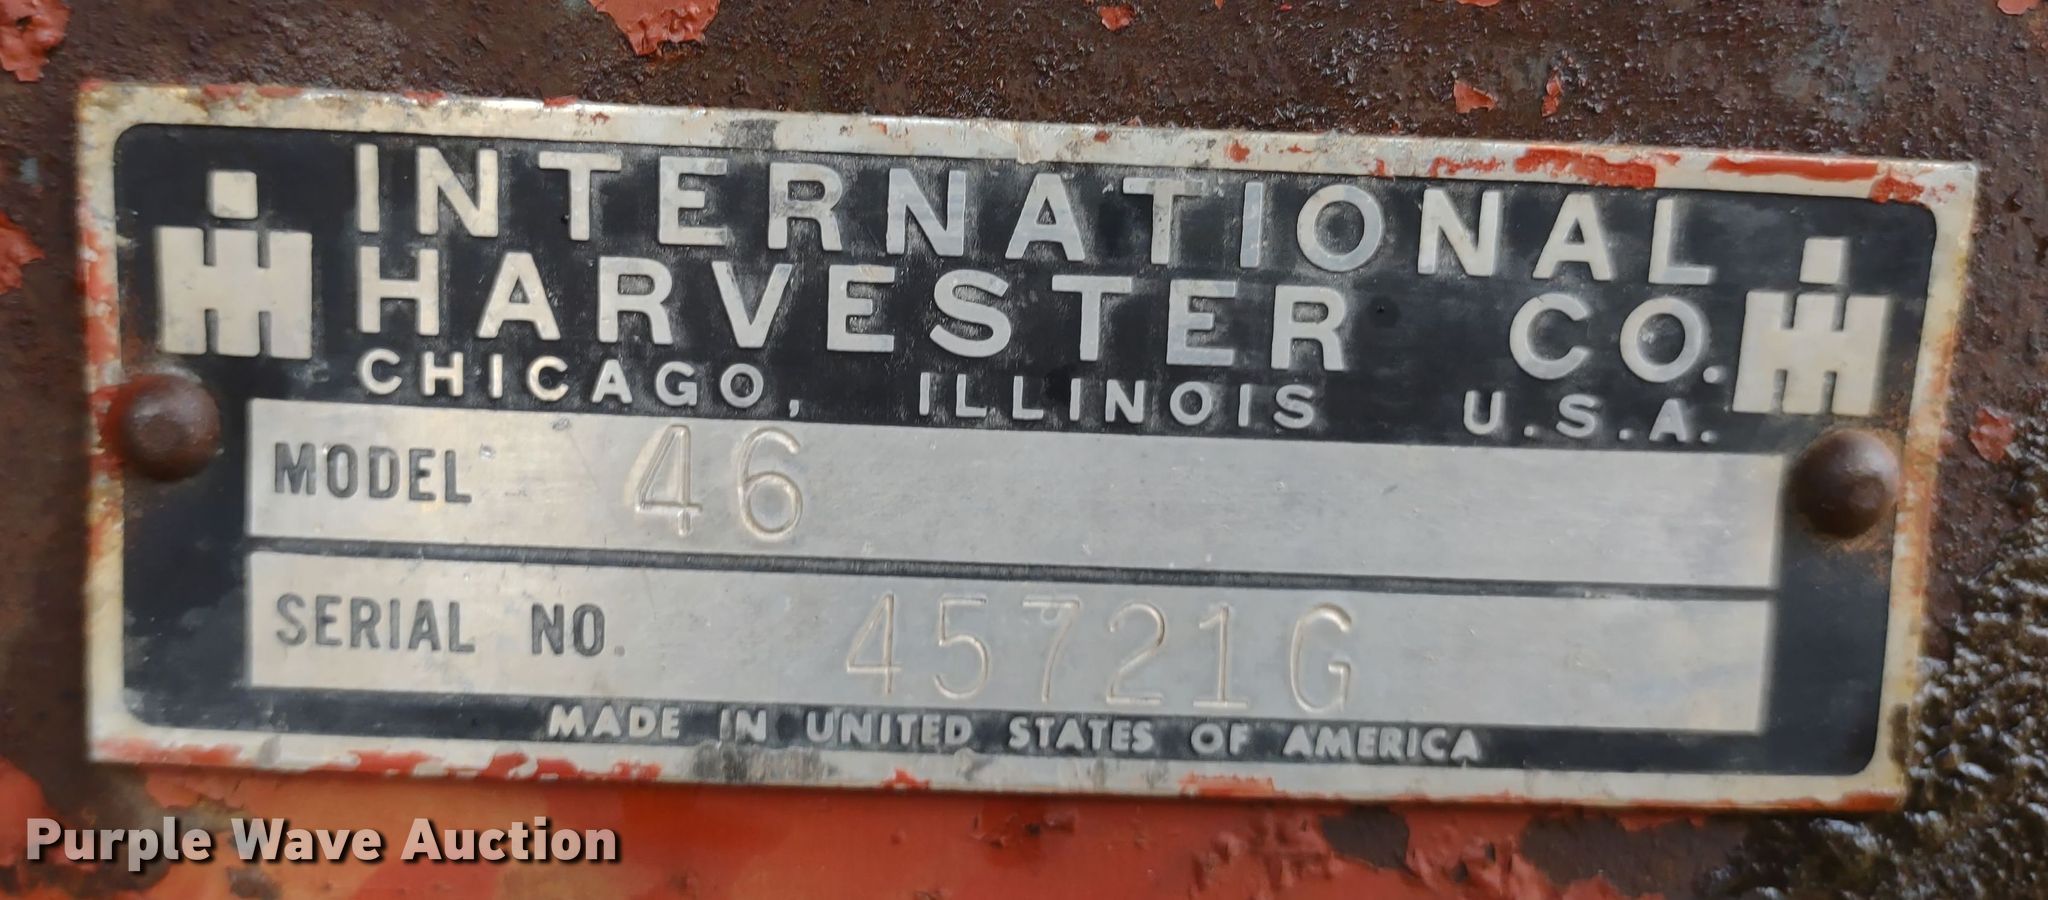 INTERNATIONAL
HARVESTER CO.
CHICAGO, ILLINOIS U.S.A.
MODEL 46
SERIAL NO. 45721G
MADE IN UNITED STATES OF AMERICA
Purple Wave Auction